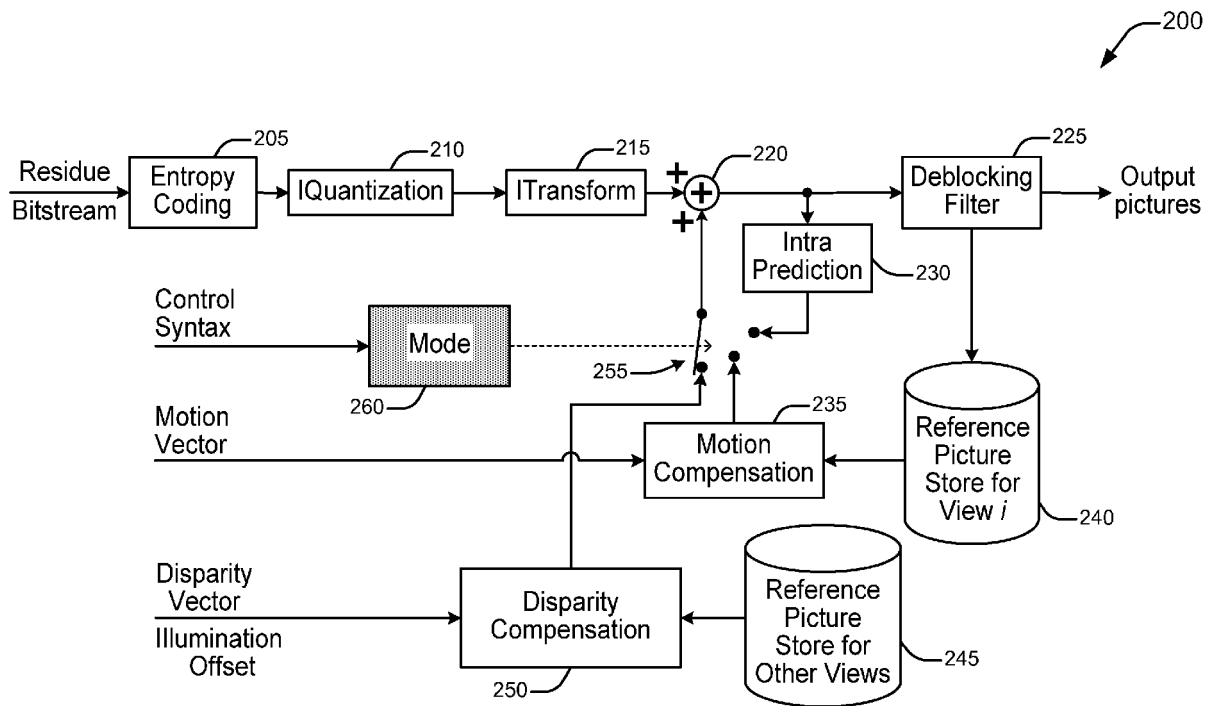 200
Residue
Bitstream
205
Entropy
Coding
210
IQuantization
215
ITransform
+
+
+
220
225
Deblocking
Filter
Output
pictures
Intra
Prediction
230
Control
Syntax
Mode
260
255
Motion
Vector
235
Motion
Compensation
Reference
Picture
Store for
View i
240
Disparity
Vector
Illumination
Offset
Disparity
Compensation
250
Reference
Picture
Store for
Other Views
245